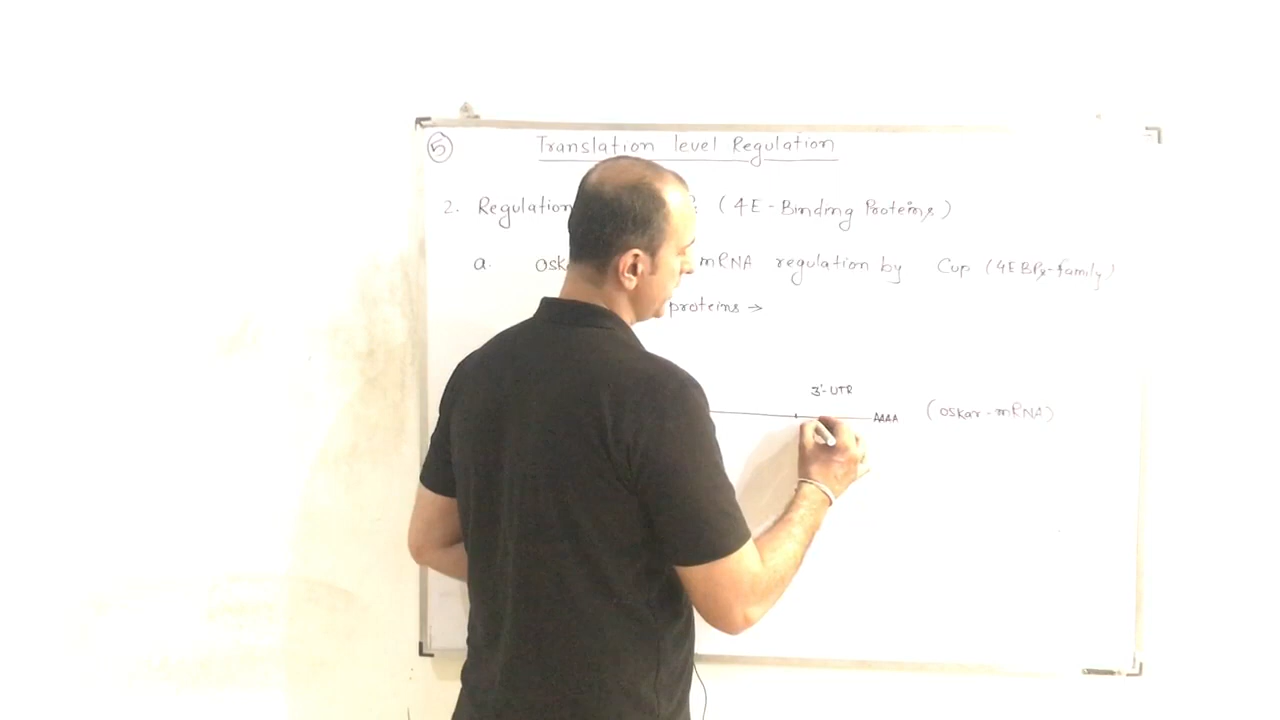 5 Translation level Regulation
2. Regulation (4E-Binding Proteins)
a. mRNA regulation by Cup (4EBPs-family)
proteins →
3'-UTR
AAAA (oskar-mRNA)